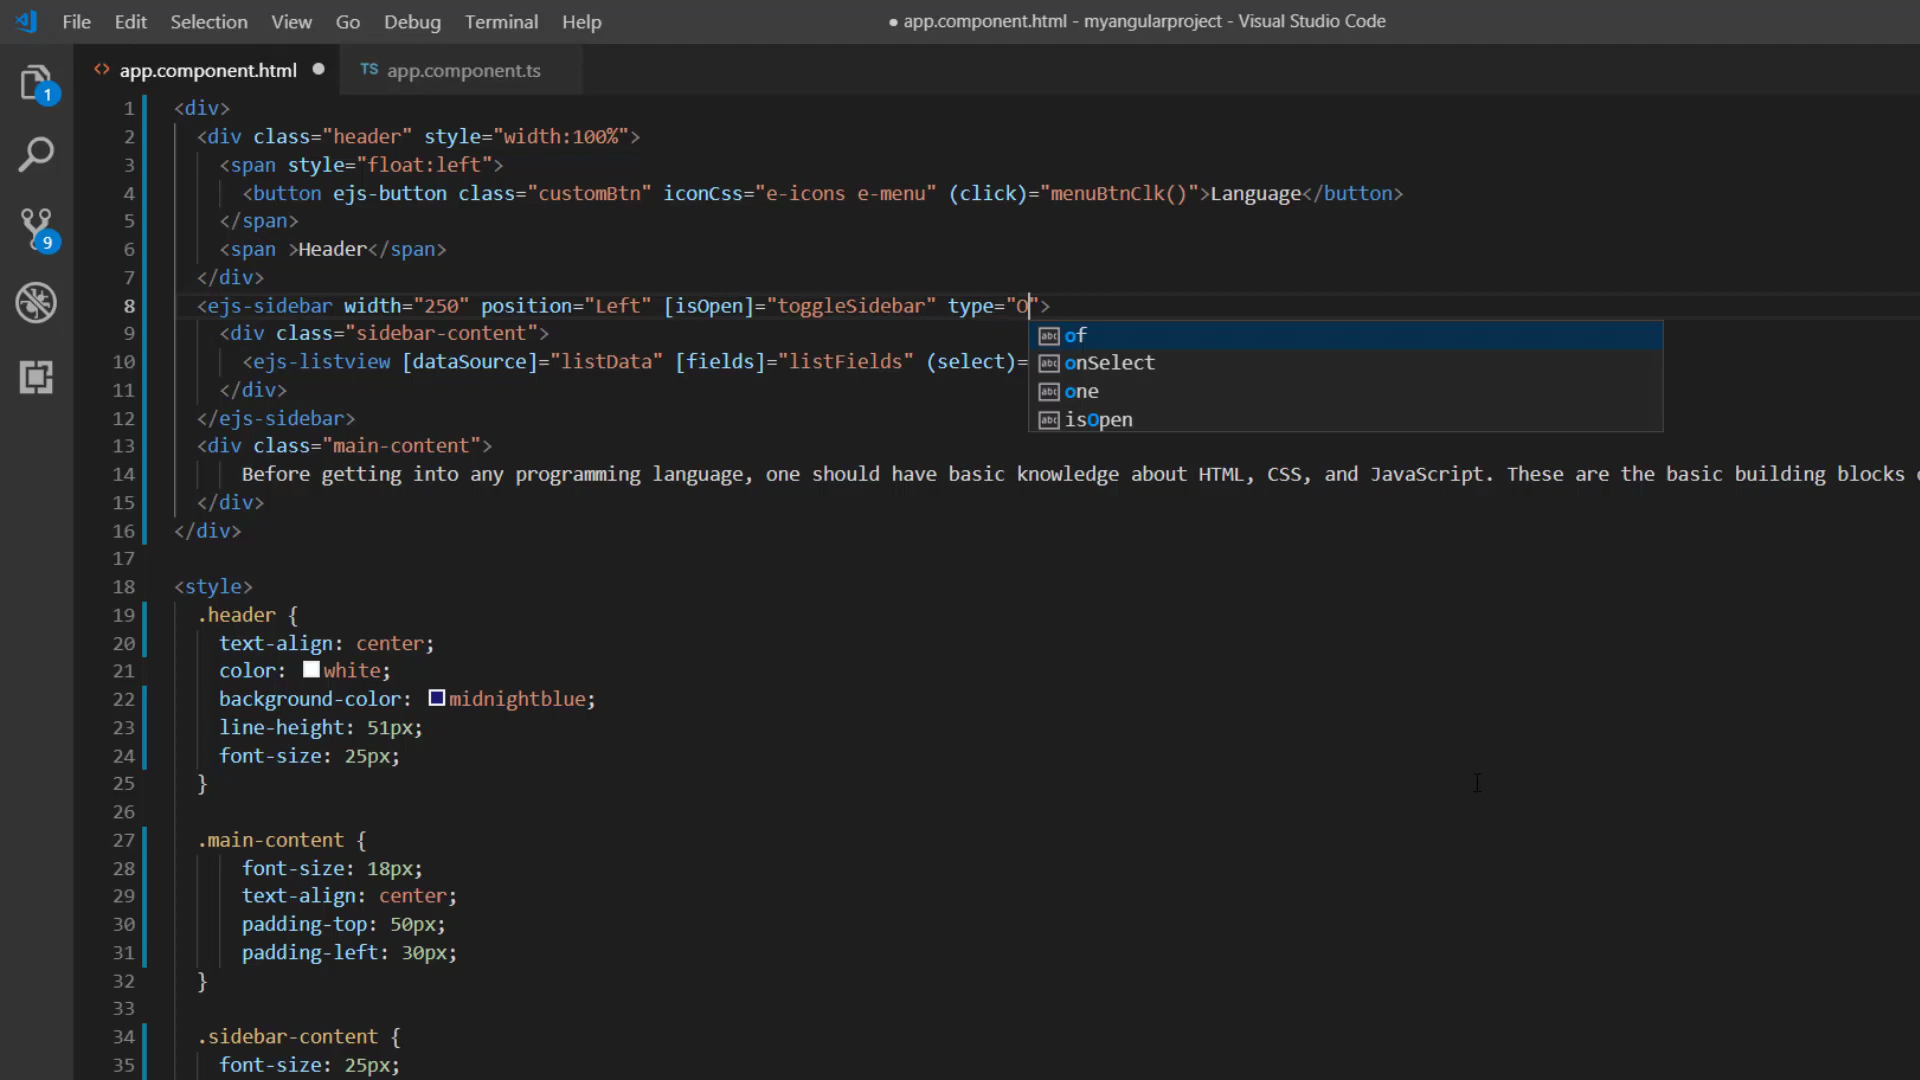 File Edit Selection View Go Debug Terminal Help
● app.component.html - myangularproject - Visual Studio Code
<> app.component.html ●
TS app.component.ts
1
9
1 <div>
2 <div class="header" style="width:100%">
3 <span style="float:left">
4 <button ejs-button class="customBtn" iconCss="e-icons e-menu" (click)="menuBtnClk()">Language</button>
5 </span>
6 <span >Header</span>
7 </div>
8 <ejs-sidebar width="250" position="Left" [isOpen]="toggleSidebar" type="O">
9 <div class="sidebar-content">
10 <ejs-listview [dataSource]="listData" [fields]="listFields" (select)=
11 </div>
12 </ejs-sidebar>
abc of
abc onSelect
abc one
abc isOpen
13 <div class="main-content">
14 Before getting into any programming language, one should have basic knowledge about HTML, CSS, and JavaScript. These are the basic building blocks
15 </div>
16 </div>
17
18 <style>
19 .header {
20 text-align: center;
21 color: white;
22 background-color: midnightblue;
23 line-height: 51px;
24 font-size: 25px;
25 }
26
27 .main-content {
28 font-size: 18px;
29 text-align: center;
30 padding-top: 50px;
31 padding-left: 30px;
32 }
33
34 .sidebar-content {
35 font-size: 25px;